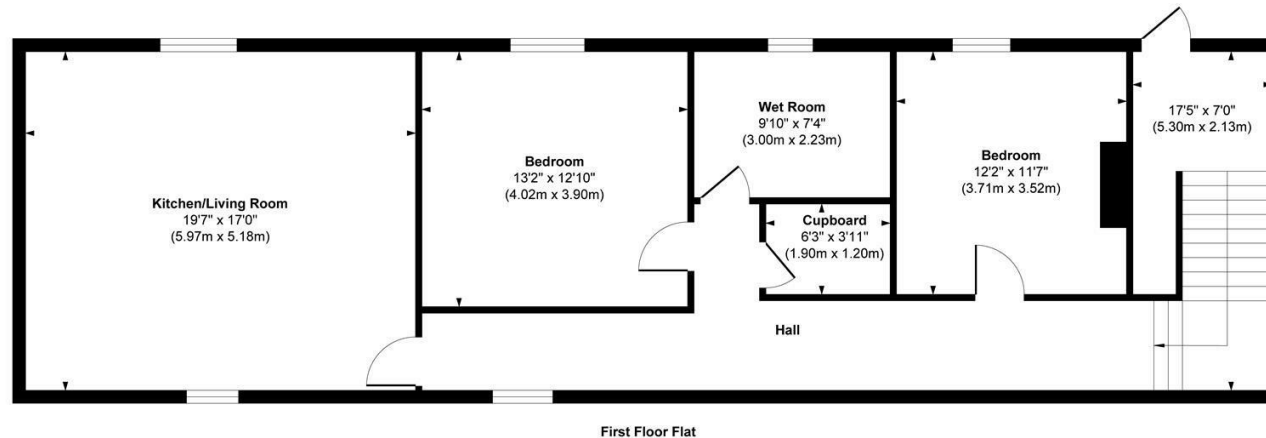 Kitchen/Living Room
19'7" x 17'0"
(5.97m x 5.18m)
Bedroom
13'2" x 12'10"
(4.02m x 3.90m)
Wet Room
9'10" x 7'4"
(3.00m x 2.23m)
Cupboard
6'3" x 3'11"
(1.90m x 1.20m)
Bedroom
12'2" x 11'7"
(3.71m x 3.52m)
17'5" x 7'0"
(5.30m x 2.13m)
Hall
First Floor Flat